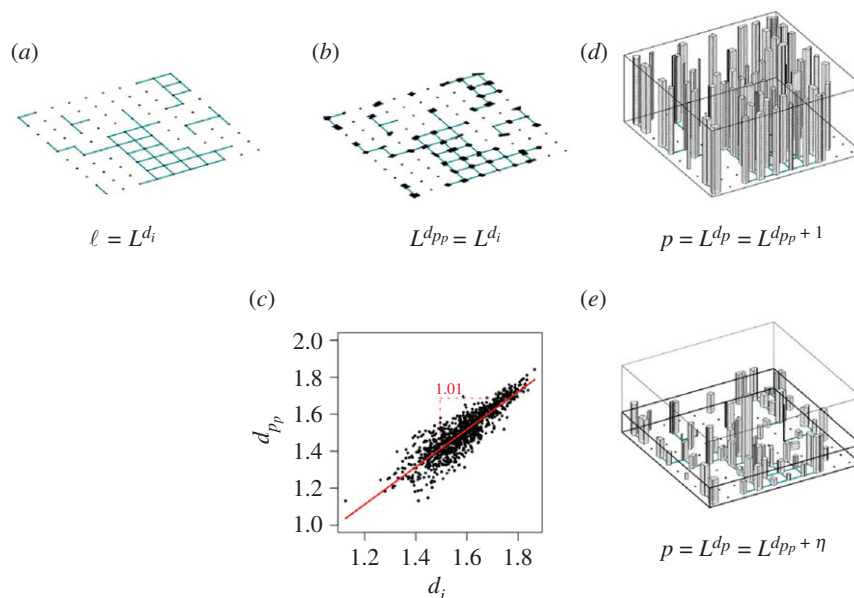 (a)
(b)
(d)
ℓ = L^{d_i}
L^{d_{p_p}} = L^{d_i}
p = L^{d_p} = L^{d_{p_p} + 1}
(c)
(e)
2.0
1.8
1.6
1.4
1.2
1.0
d_{p_p}
1.01
1.2 1.4 1.6 1.8
d_i
p = L^{d_p} = L^{d_{p_p} + η}